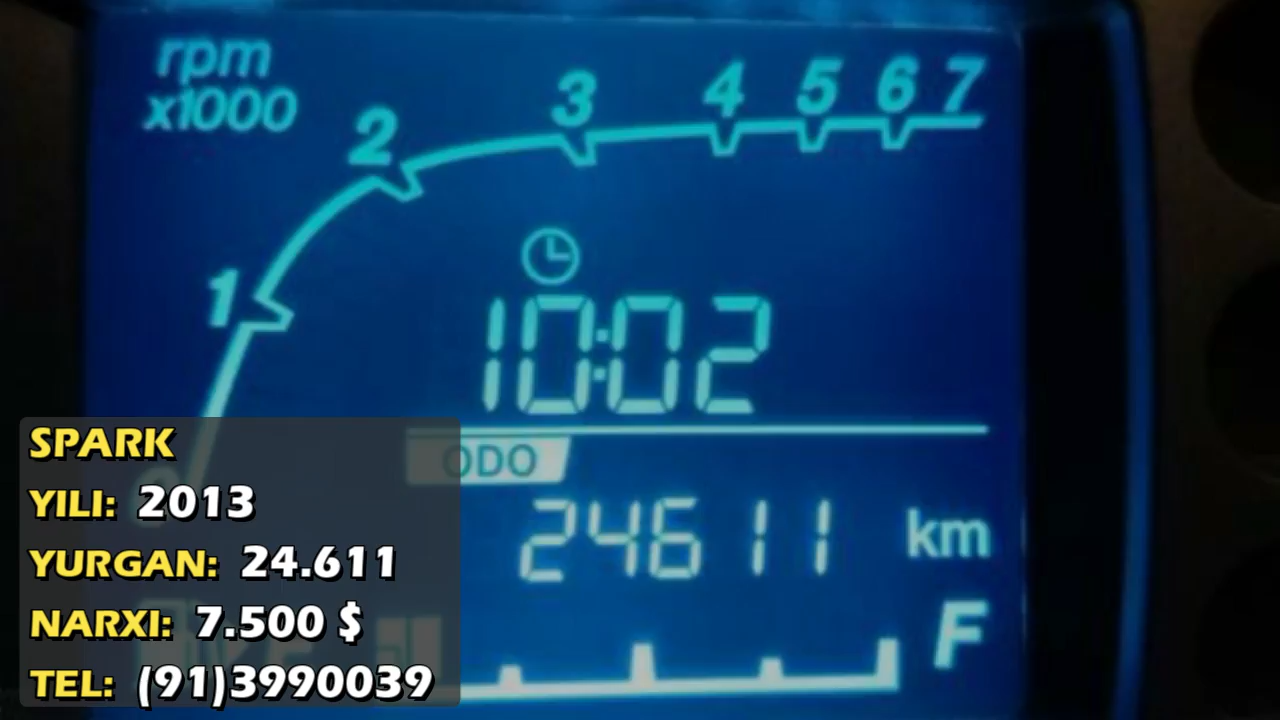 rpm
x1000
1 2 3 4 5 6 7
10:02
ODO
24611 km
F
SPARK
YILI: 2013
YURGAN: 24.611
NARXI: 7.500 $
TEL: (91)3990039